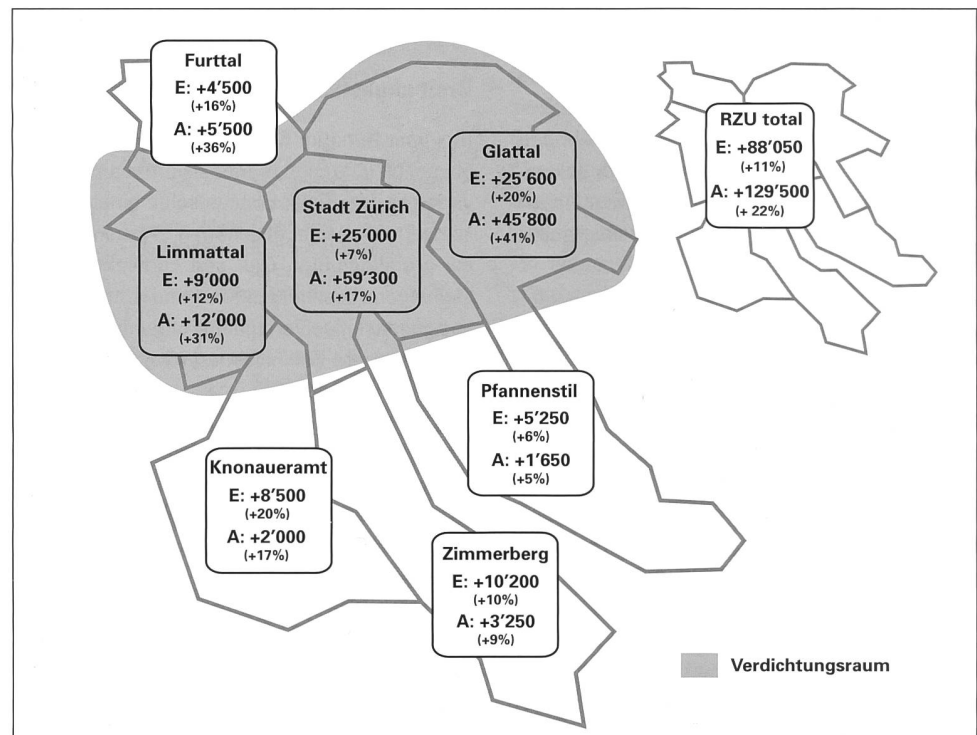 Furttal
E: +4'500
(+16%)
A: +5'500
(+36%)
Glattal
E: +25'600
(+20%)
A: +45'800
(+41%)
RZU total
E: +88'050
(+11%)
A: +129'500
(+ 22%)
Stadt Zürich
E: +25'000
(+7%)
A: +59'300
(+17%)
Limmattal
E: +9'000
(+12%)
A: +12'000
(+31%)
Pfannenstil
E: +5'250
(+6%)
A: +1'650
(+5%)
Knonaueramt
E: +8'500
(+20%)
A: +2'000
(+17%)
Zimmerberg
E: +10'200
(+10%)
A: +3'250
(+9%)
Verdichtungsraum